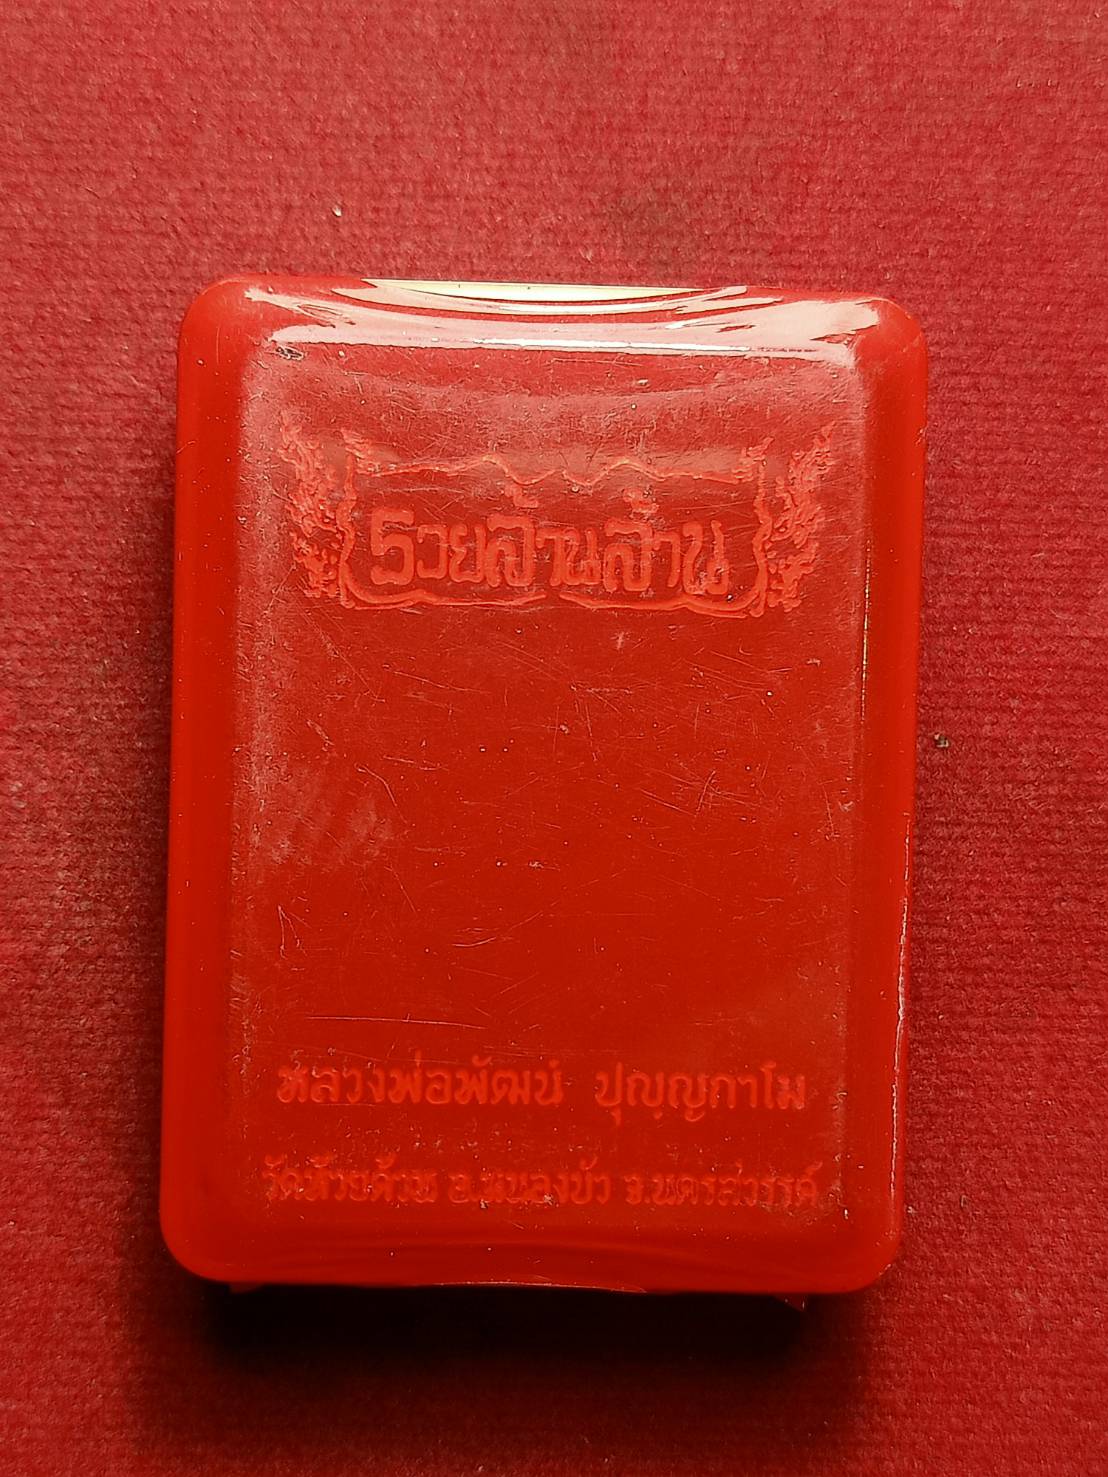 รวยล้านล้าน
หลวงพ่อพัฒน์ ปุญฺญกาโม
วัดห้วยด้วน อ.หนองบัว จ.นครสวรรค์